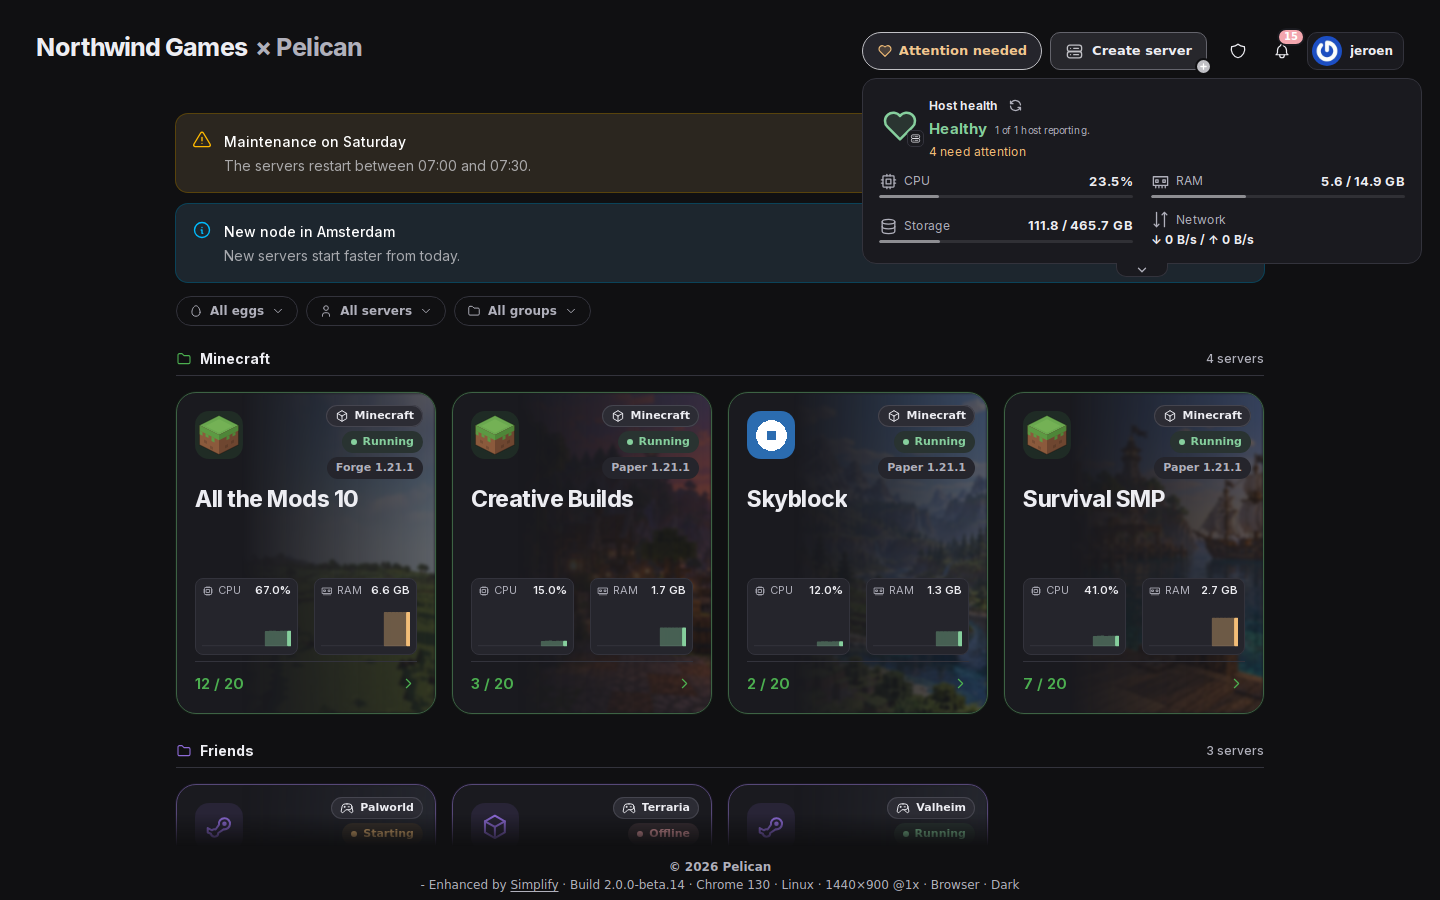 Northwind Games × Pelican
Attention needed
Create server
15
jeroen
Host health
Healthy 1 of 1 host reporting.
4 need attention
CPU 23.5%
RAM 5.6 / 14.9 GB
Storage 111.8 / 465.7 GB
Network
↓ 0 B/s / ↑ 0 B/s
Maintenance on Saturday
The servers restart between 07:00 and 07:30.
New node in Amsterdam
New servers start faster from today.
All eggs
All servers
All groups
Minecraft
4 servers
Minecraft
Running
Forge 1.21.1
All the Mods 10
CPU 67.0%
RAM 6.6 GB
12 / 20
Minecraft
Running
Paper 1.21.1
Creative Builds
CPU 15.0%
RAM 1.7 GB
3 / 20
Minecraft
Running
Paper 1.21.1
Skyblock
CPU 12.0%
RAM 1.3 GB
2 / 20
Minecraft
Running
Paper 1.21.1
Survival SMP
CPU 41.0%
RAM 2.7 GB
7 / 20
Friends
3 servers
Palworld
Starting
Terraria
Offline
Valheim
Running
© 2026 Pelican
- Enhanced by Simplify · Build 2.0.0-beta.14 · Chrome 130 · Linux · 1440×900 @1x · Browser · Dark